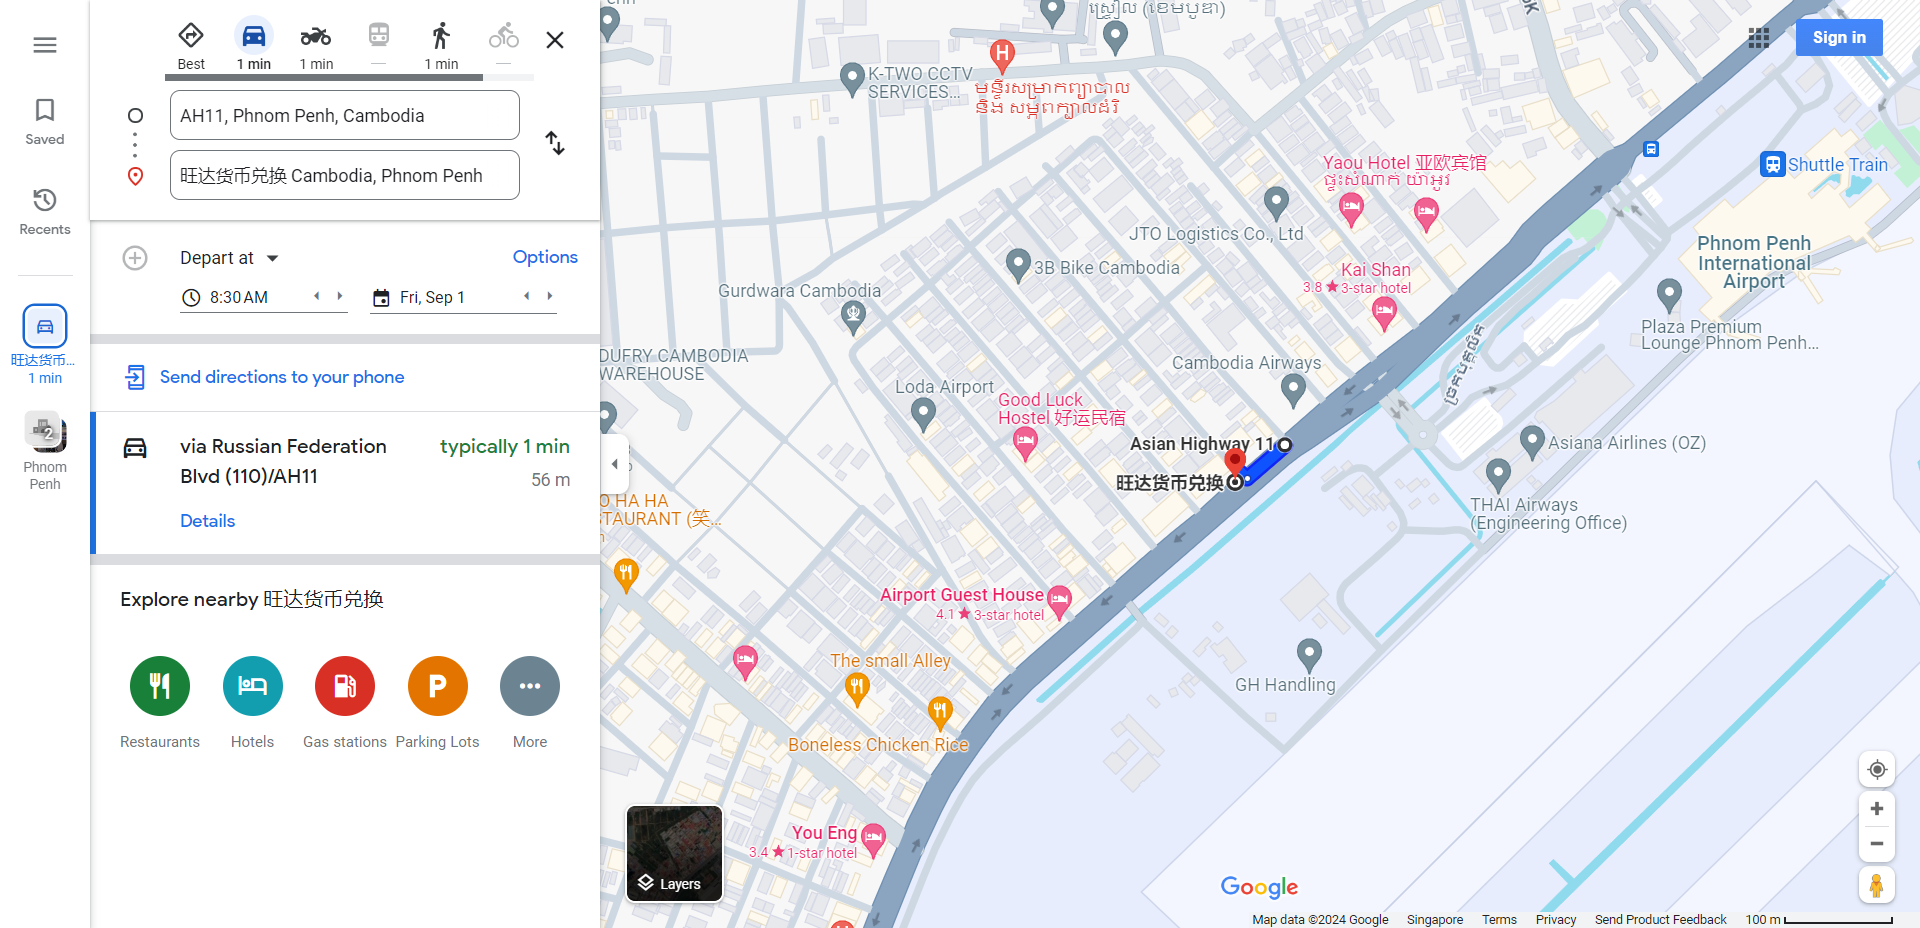 Best
1 min
1 min
—
1 min
—
AH11, Phnom Penh, Cambodia
旺达货币兑换 Cambodia, Phnom Penh
Saved
Recents
旺达货币...
1 min
2
Phnom
Penh
Depart at
Options
8:30 AM
Fri, Sep 1
Send directions to your phone
via Russian Federation
Blvd (110)/AH11
typically 1 min
56 m
Details
Explore nearby 旺达货币兑换
Restaurants
Hotels
Gas stations
Parking Lots
More
K-TWO CCTV
SERVICES...
H
មន្ទីរសម្រាកព្យាបាល
និង សម្ភពក្បាលដំរី
Sign in
Yaou Hotel 亚欧宾馆
ផ្ទះសំណាក់ យ៉ាអូវ
Shuttle Train
JTO Logistics Co., Ltd
3B Bike Cambodia
Kai Shan
3.8 ★ 3-star hotel
Phnom Penh
International
Airport
Gurdwara Cambodia
Plaza Premium
Lounge Phnom Penh...
DUFRY CAMBODIA
WAREHOUSE
Cambodia Airways
Loda Airport
Good Luck
Hostel 好运民宿
Asian Highway 11
旺达货币兑换
Asiana Airlines (OZ)
THAI Airways
(Engineering Office)
O HA HA
STAURANT (笑...
Airport Guest House
4.1 ★ 3-star hotel
The small Alley
Boneless Chicken Rice
GH Handling
You Eng
3.4 ★ 1-star hotel
Layers
Google
Map data ©2024 Google
Singapore
Terms
Privacy
Send Product Feedback
100 m